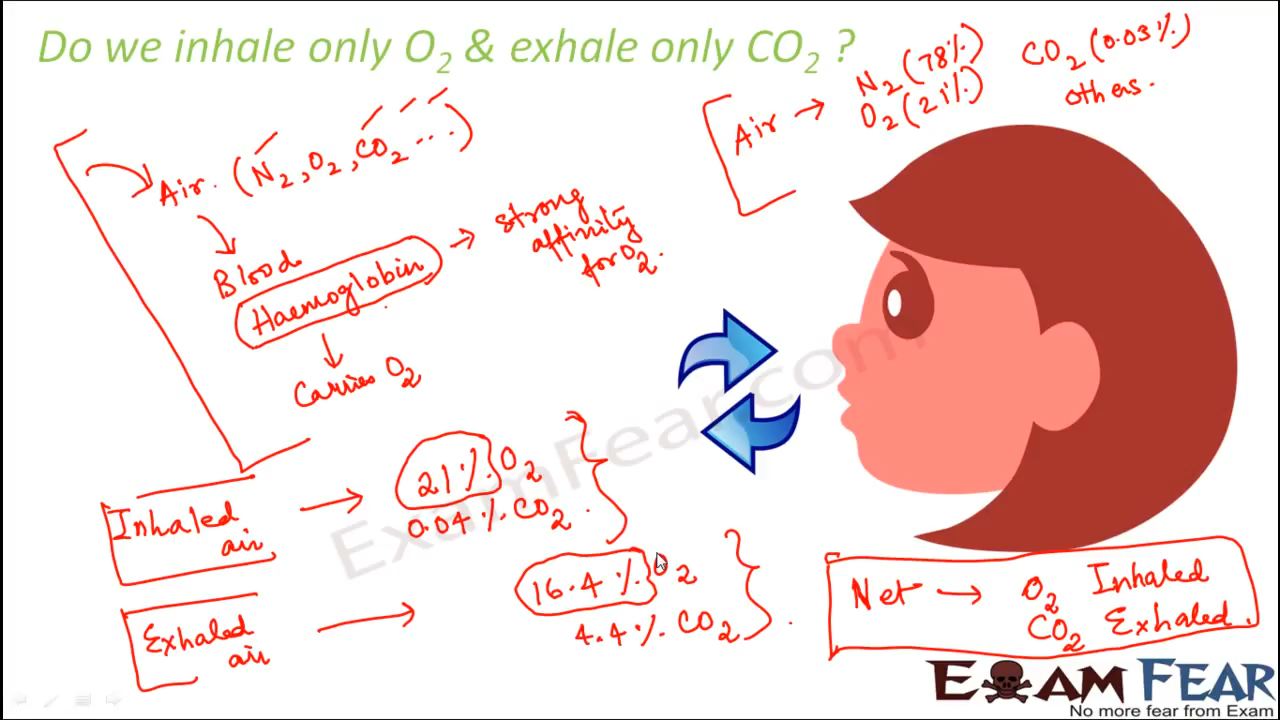 Do we inhale only O2 & exhale only CO2 ?
Air → N2 (78%)
O2 (21%)
CO2 (0.03%)
others.
Air. (N2, O2, CO2 ...)
Blood
Haemoglobin → strong
affinity
for O2.
Carries O2
Inhaled
air → 21% O2
0.04% CO2.
Exhaled
air → 16.4% O2
4.4% CO2.
Net → O2 Inhaled
CO2 Exhaled.
ExamFear.com
EXAM FEAR
No more fear from Exam